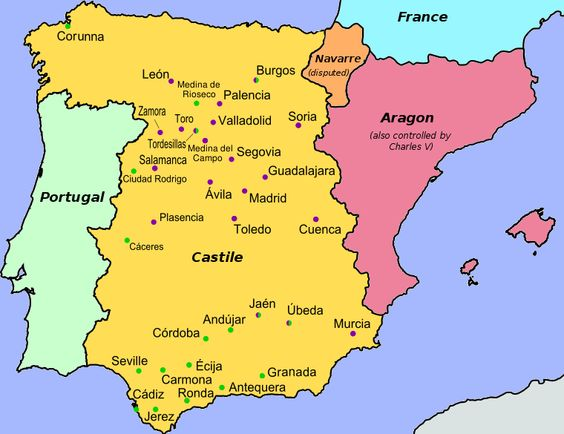 France
Corunna
Navarre
(disputed)
León
Burgos
Medina de
Rioseco
Palencia
Aragon
(also controlled by
Charles V)
Zamora
Toro
Valladolid
Soria
Tordesillas
Medina del
Campo
Salamanca
Segovia
Ciudad Rodrigo
Guadalajara
Portugal
Ávila
Madrid
Plasencia
Toledo
Cuenca
Cáceres
Castile
Jaén
Úbeda
Andújar
Córdoba
Murcia
Seville
Écija
Carmona
Granada
Cádiz
Ronda
Antequera
Jerez